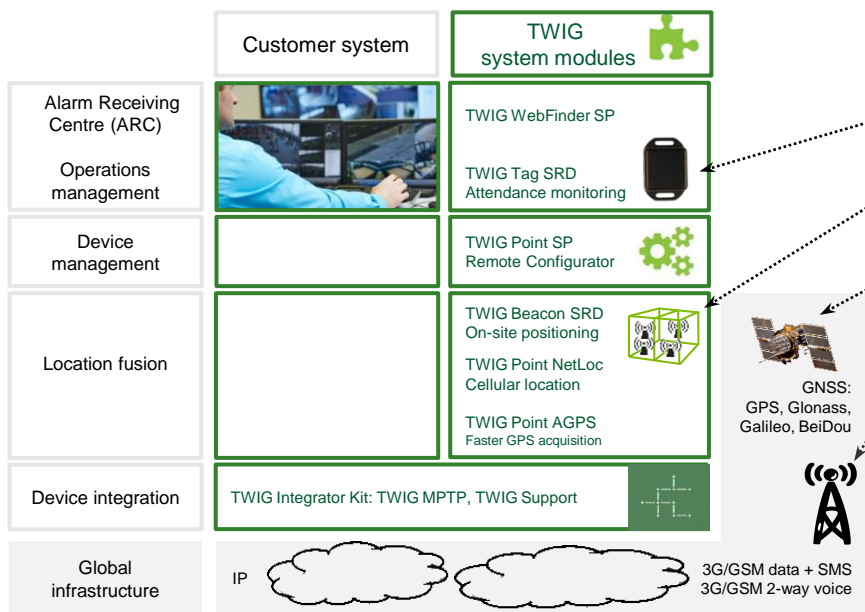 Customer system
TWIG
system modules
Alarm Receiving
Centre (ARC)
Operations
management
TWIG WebFinder SP
TWIG Tag SRD
Attendance monitoring
Device
management
TWIG Point SP
Remote Configurator
Location fusion
TWIG Beacon SRD
On-site positioning
TWIG Point NetLoc
Cellular location
TWIG Point AGPS
Faster GPS acquisition
GNSS:
GPS, Glonass,
Galileo, BeiDou
Device integration
TWIG Integrator Kit: TWIG MPTP, TWIG Support
Global
infrastructure
IP
3G/GSM data + SMS
3G/GSM 2-way voice